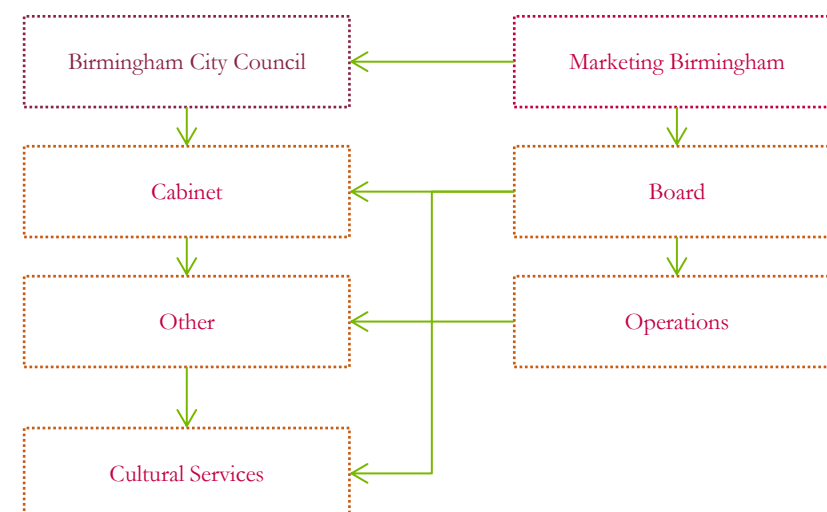 Birmingham City Council
Marketing Birmingham
Cabinet
Board
Other
Operations
Cultural Services